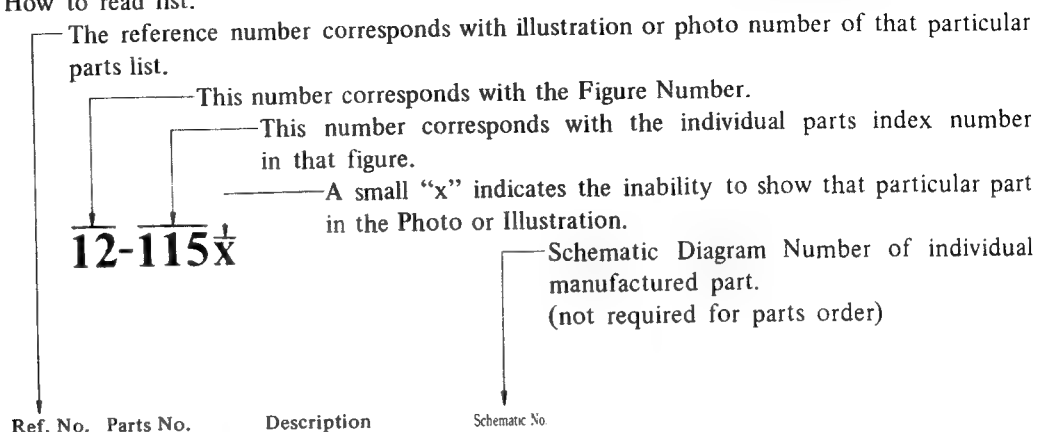 How to read list.
The reference number corresponds with illustration or photo number of that particular
parts list.
This number corresponds with the Figure Number.
This number corresponds with the individual parts index number
in that figure.
A small “x” indicates the inability to show that particular part
in the Photo or Illustration.
12-115x
Schematic Diagram Number of individual
manufactured part.
(not required for parts order)
Ref. No. Parts No. Description Schematic No.